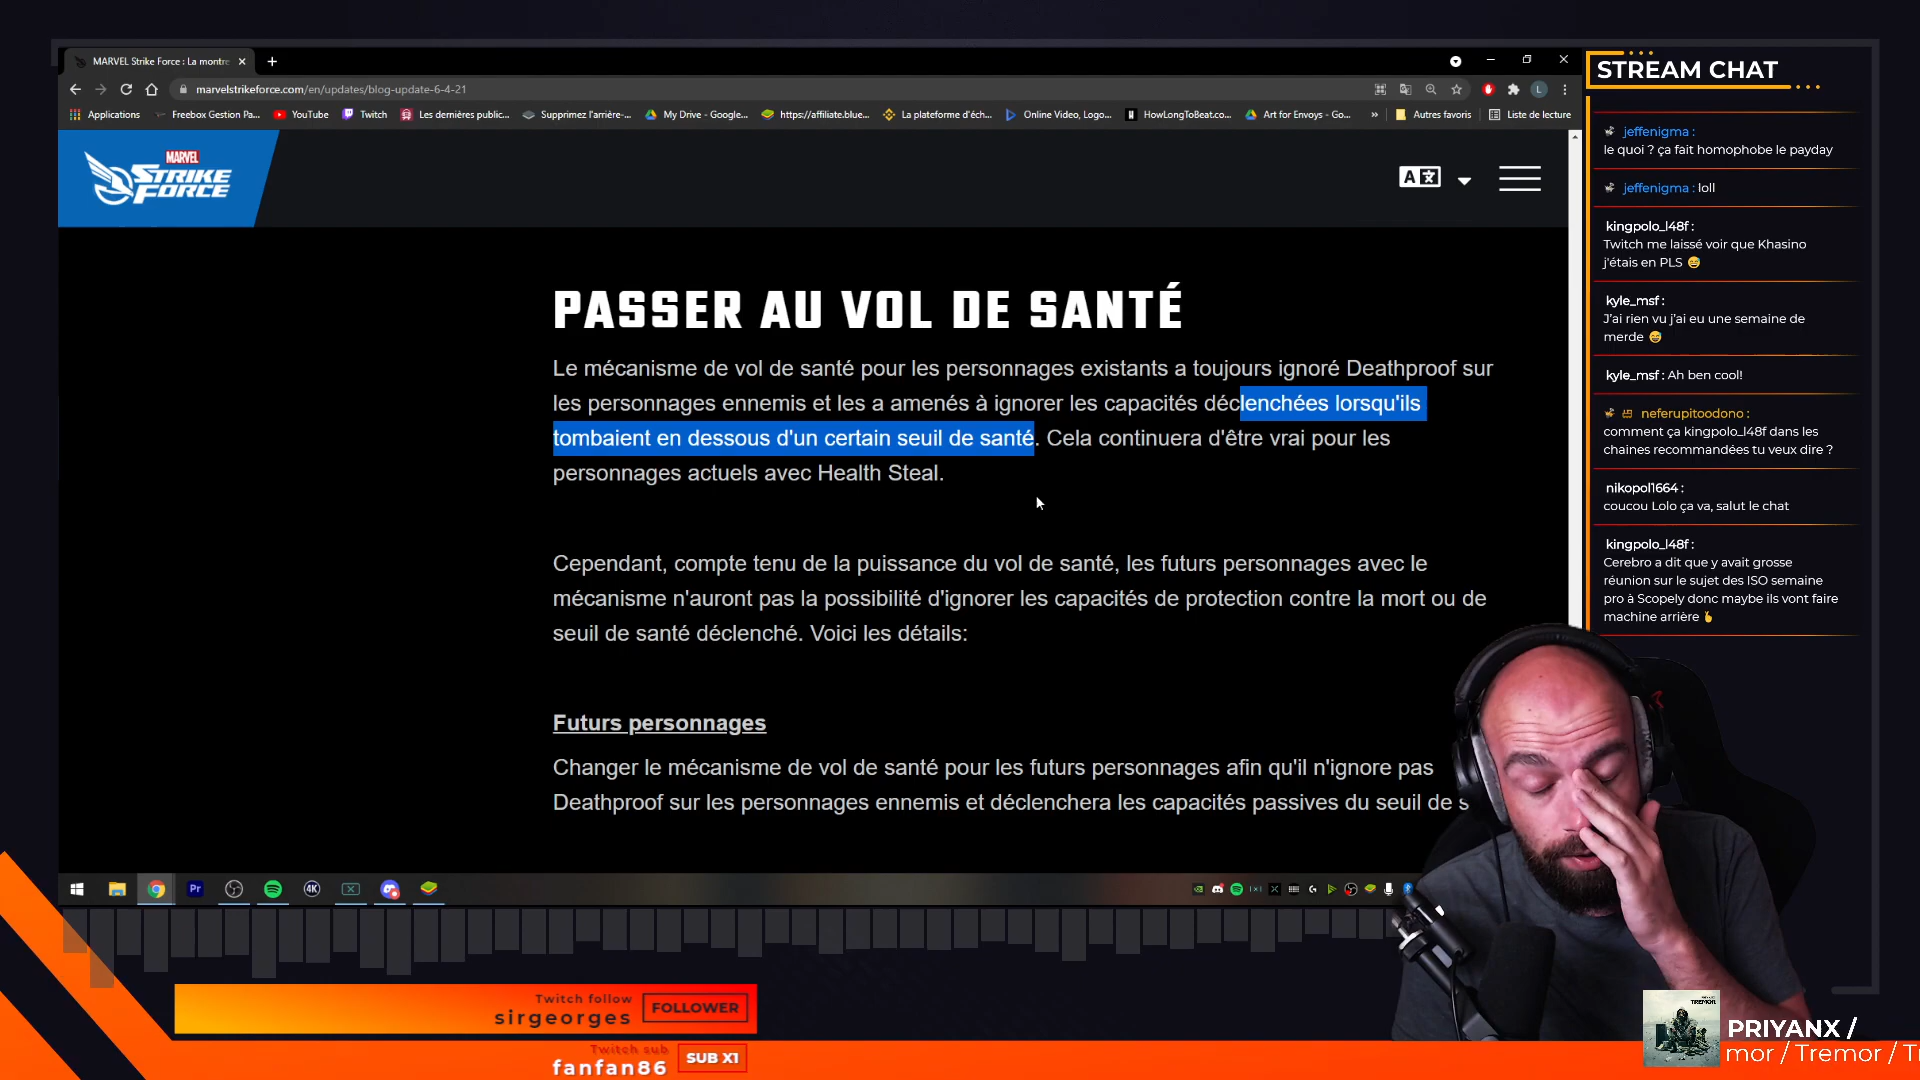 MARVEL Strike Force : La montre
marvelstrikeforce.com/en/updates/blog-update-6-4-21
L
Applications
Freebox Gestion Pa...
YouTube
Twitch
Les dernières public...
Supprimez l'arrière-...
My Drive - Google...
https://affiliate.blue...
La plateforme d'éch...
Online Video, Logo...
HowLongToBeat.co...
Art for Envoys - Go...
Autres favoris
Liste de lecture
MARVEL
STRIKE
FORCE
PASSER AU VOL DE SANTÉ
Le mécanisme de vol de santé pour les personnages existants a toujours ignoré Deathproof sur
les personnages ennemis et les a amenés à ignorer les capacités déclenchées lorsqu'ils
tombaient en dessous d'un certain seuil de santé. Cela continuera d'être vrai pour les
personnages actuels avec Health Steal.
Cependant, compte tenu de la puissance du vol de santé, les futurs personnages avec le
mécanisme n'auront pas la possibilité d'ignorer les capacités de protection contre la mort ou de
seuil de santé déclenché. Voici les détails:
Futurs personnages
Changer le mécanisme de vol de santé pour les futurs personnages afin qu'il n'ignore pas
Deathproof sur les personnages ennemis et déclenchera les capacités passives du seuil de s
STREAM CHAT
jeffenigma :
le quoi ? ça fait homophobe le payday
jeffenigma : loll
kingpolo_l48f :
Twitch me laissé voir que Khasino
j'étais en PLS
kyle_msf :
J'ai rien vu j'ai eu une semaine de
merde
kyle_msf : Ah ben cool!
neferupitoodono :
comment ça kingpolo_l48f dans les
chaines recommandées tu veux dire ?
nikopol1664 :
coucou Lolo ça va, salut le chat
kingpolo_l48f :
Cerebro a dit que y avait grosse
réunion sur le sujet des ISO semaine
pro à Scopely donc maybe ils vont faire
machine arrière
Pr
4K
Twitch follow
sirgeorges
FOLLOWER
Twitch sub
fanfan86
SUB X1
TREMOR
PRIYANX /
mor / Tremor / Tr